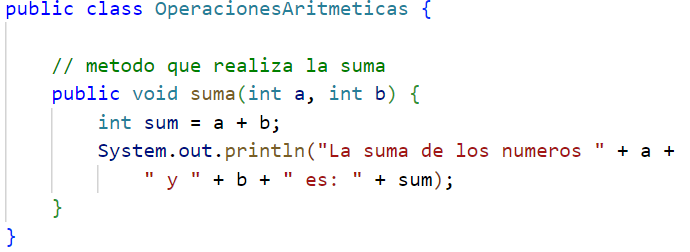 public class OperacionesAritmeticas {
// metodo que realiza la suma
public void suma(int a, int b) {
int sum = a + b;
System.out.println("La suma de los numeros " + a +
" y " + b + " es: " + sum);
}
}